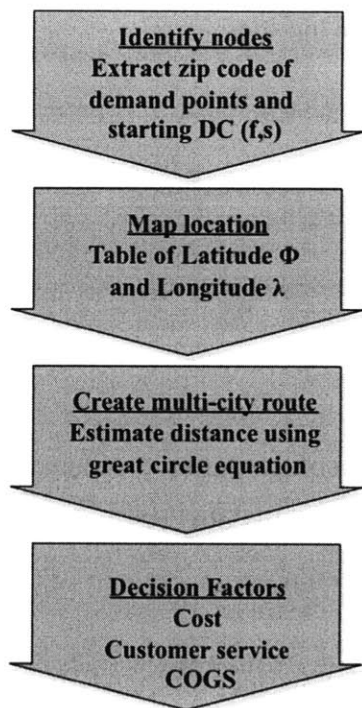 Identify nodes
Extract zip code of
demand points and
starting DC (f,s)
Map location
Table of Latitude Φ
and Longitude λ
Create multi-city route
Estimate distance using
great circle equation
Decision Factors
Cost
Customer service
COGS